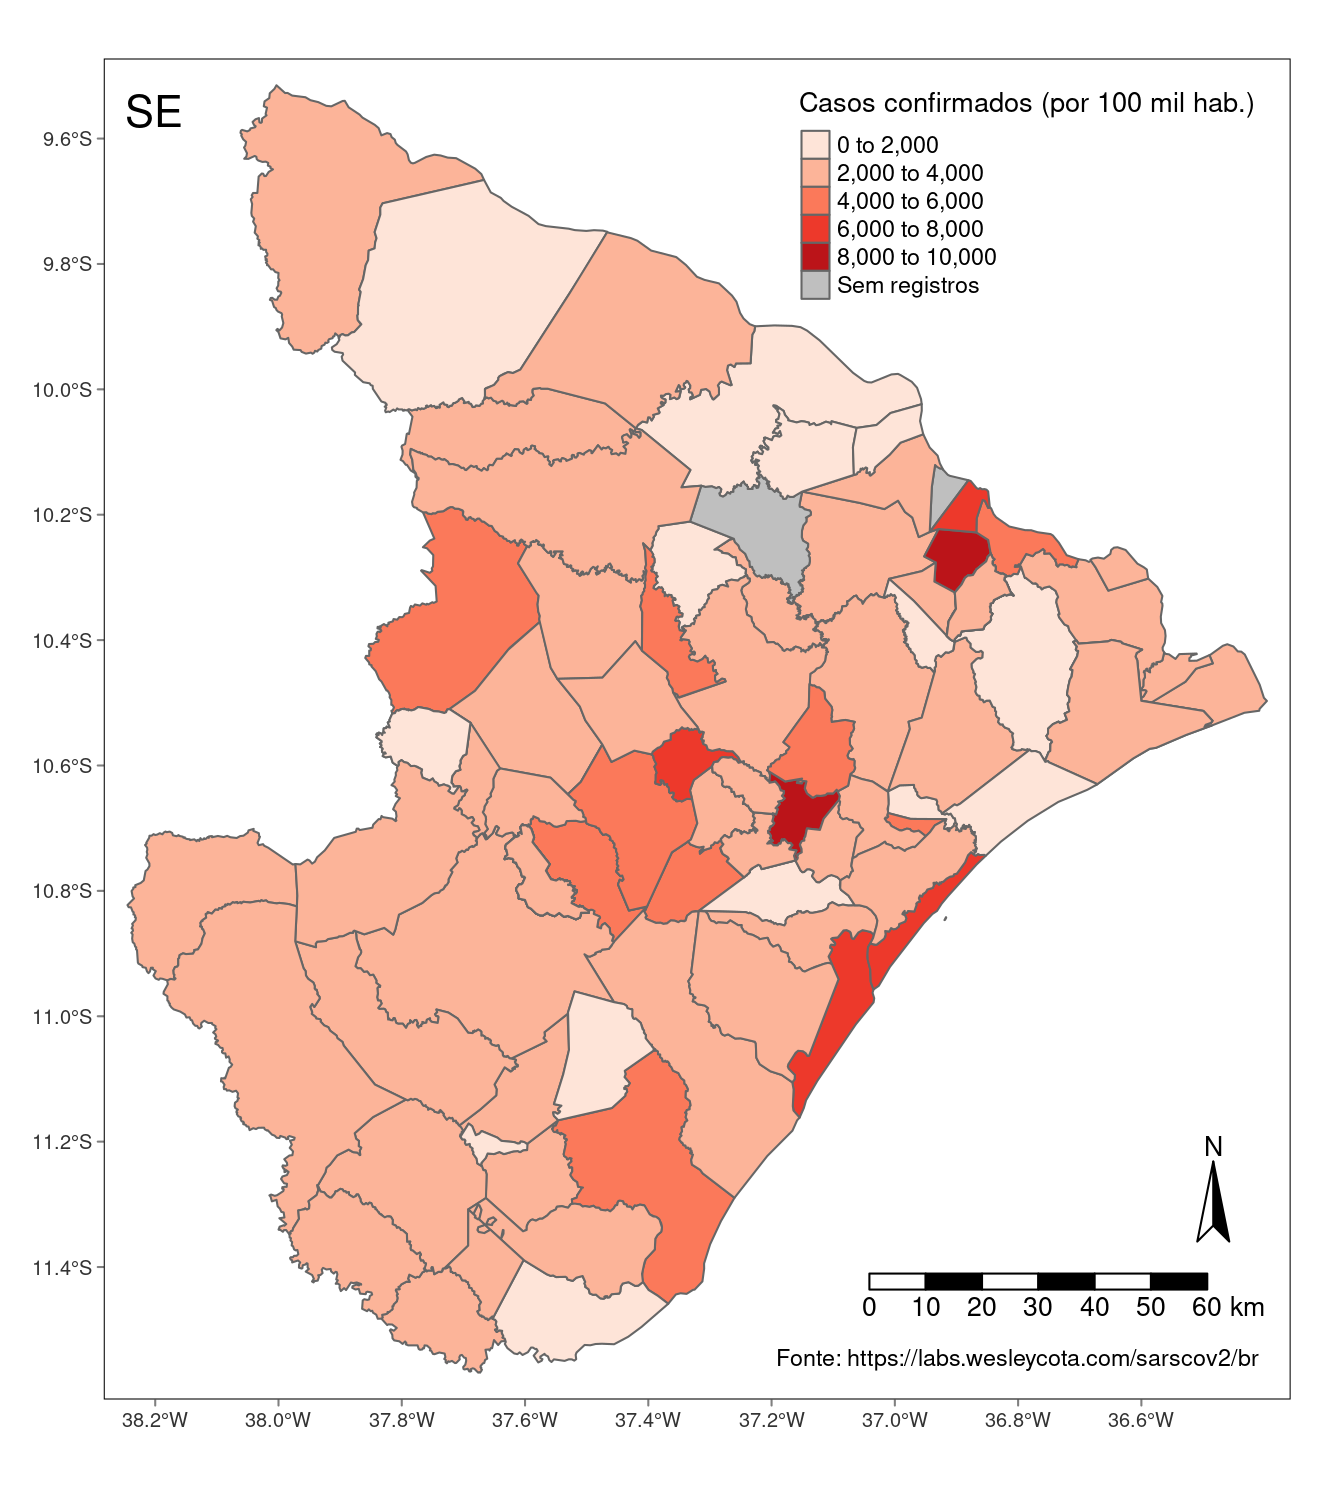 SE
Casos confirmados (por 100 mil hab.)
0 to 2,000
2,000 to 4,000
4,000 to 6,000
6,000 to 8,000
8,000 to 10,000
Sem registros
9.6°S
9.8°S
10.0°S
10.2°S
10.4°S
10.6°S
10.8°S
11.0°S
11.2°S
11.4°S
N
0 10 20 30 40 50 60 km
Fonte: https://labs.wesleycota.com/sarscov2/br
38.2°W 38.0°W 37.8°W 37.6°W 37.4°W 37.2°W 37.0°W 36.8°W 36.6°W